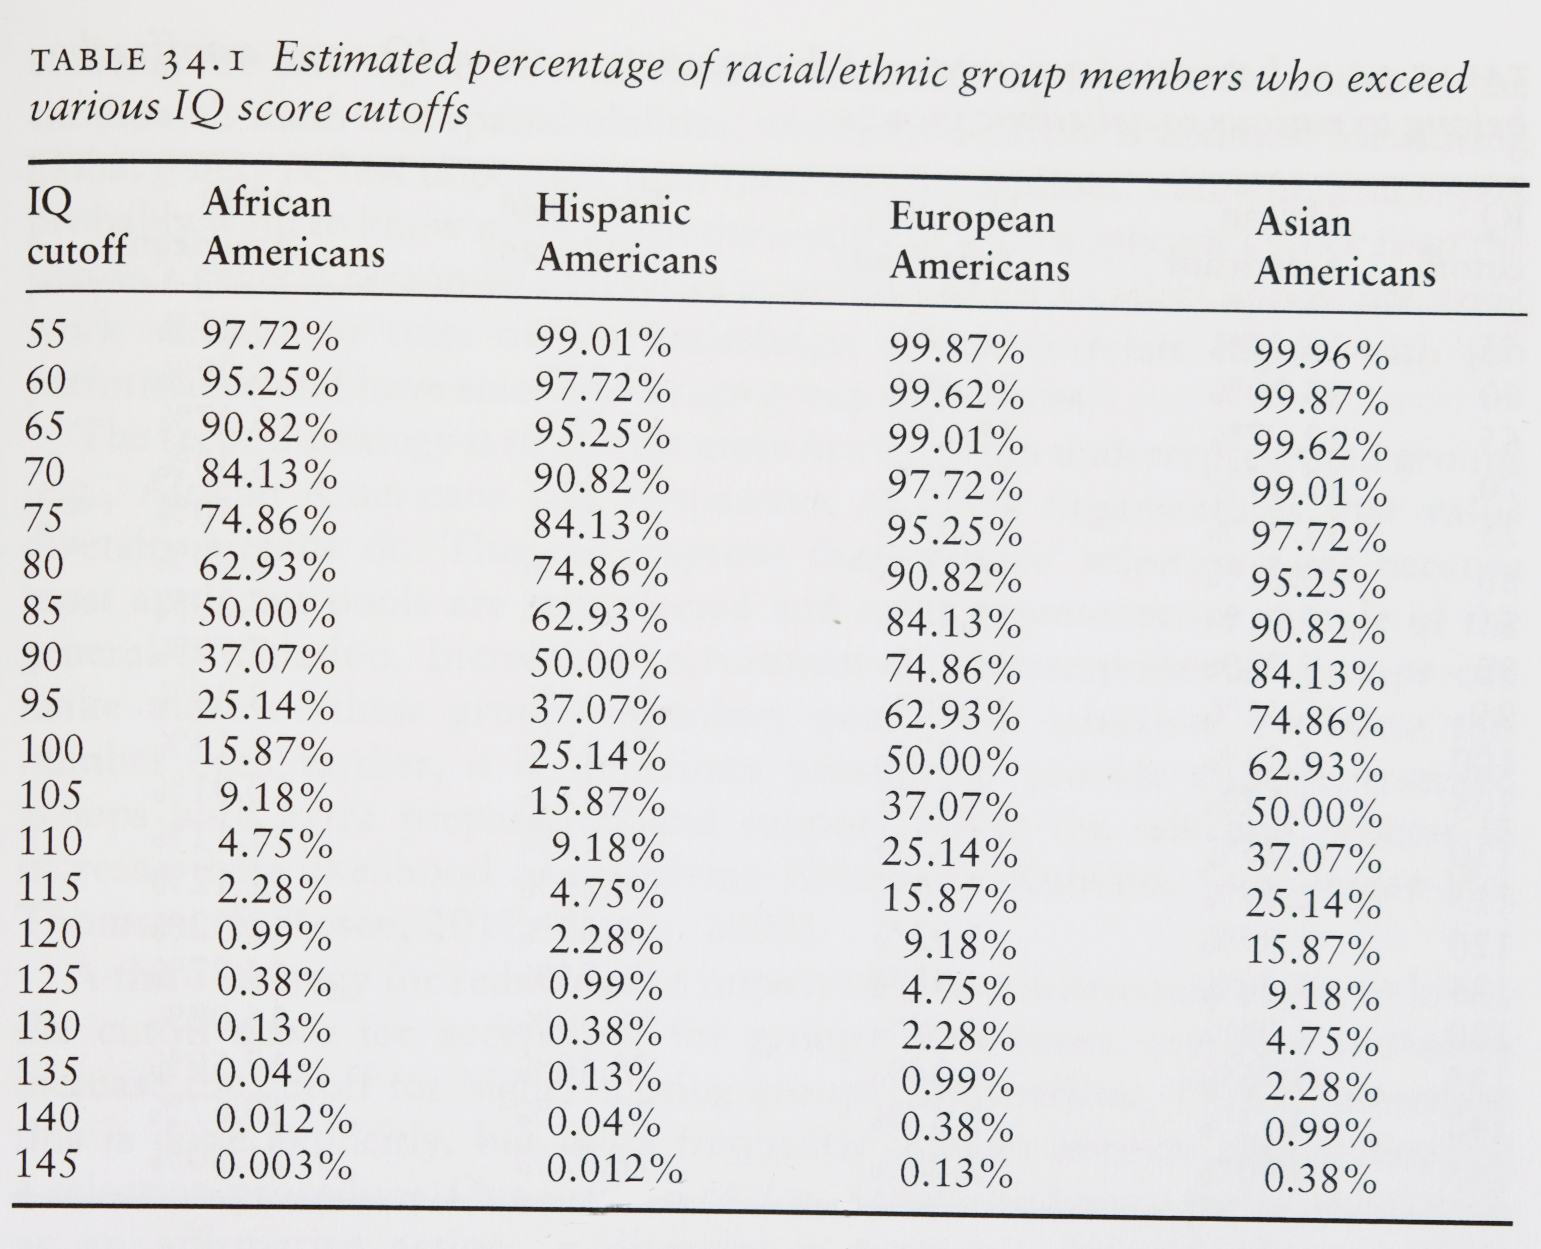 TABLE 34.1 Estimated percentage of racial/ethnic group members who exceed
various IQ score cutoffs
IQ cutoff African Americans Hispanic Americans European Americans Asian Americans
55 97.72% 99.01% 99.87% 99.96%
60 95.25% 97.72% 99.62% 99.87%
65 90.82% 95.25% 99.01% 99.62%
70 84.13% 90.82% 97.72% 99.01%
75 74.86% 84.13% 95.25% 97.72%
80 62.93% 74.86% 90.82% 95.25%
85 50.00% 62.93% 84.13% 90.82%
90 37.07% 50.00% 74.86% 84.13%
95 25.14% 37.07% 62.93% 74.86%
100 15.87% 25.14% 50.00% 62.93%
105 9.18% 15.87% 37.07% 50.00%
110 4.75% 9.18% 25.14% 37.07%
115 2.28% 4.75% 15.87% 25.14%
120 0.99% 2.28% 9.18% 15.87%
125 0.38% 0.99% 4.75% 9.18%
130 0.13% 0.38% 2.28% 4.75%
135 0.04% 0.13% 0.99% 2.28%
140 0.012% 0.04% 0.38% 0.99%
145 0.003% 0.012% 0.13% 0.38%